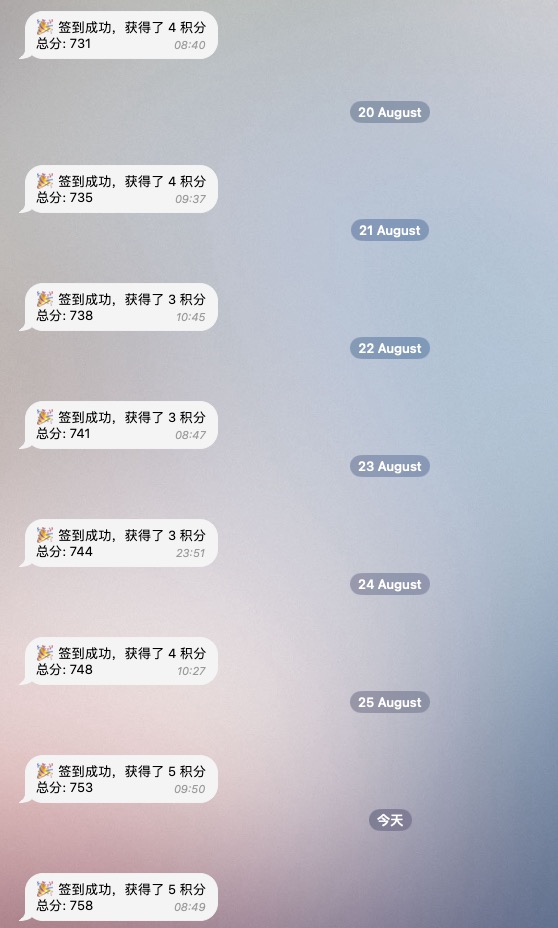 🎉 签到成功，获得了 4 积分
总分: 731 08:40
20 August
🎉 签到成功，获得了 4 积分
总分: 735 09:37
21 August
🎉 签到成功，获得了 3 积分
总分: 738 10:45
22 August
🎉 签到成功，获得了 3 积分
总分: 741 08:47
23 August
🎉 签到成功，获得了 3 积分
总分: 744 23:51
24 August
🎉 签到成功，获得了 4 积分
总分: 748 10:27
25 August
🎉 签到成功，获得了 5 积分
总分: 753 09:50
今天
🎉 签到成功，获得了 5 积分
总分: 758 08:49